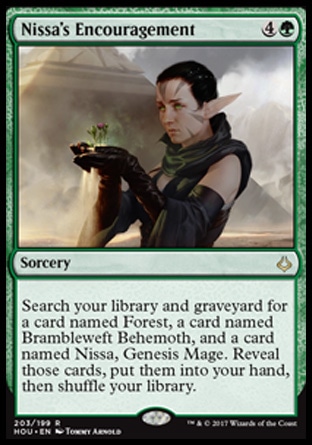 Nissa's Encouragement 4
Sorcery
Search your library and graveyard for
a card named Forest, a card named
Brambleweft Behemoth, and a card
named Nissa, Genesis Mage. Reveal
those cards, put them into your hand,
then shuffle your library.
203/199 R
HOU • EN Tommy Arnold
™ & © 2017 Wizards of the Coast